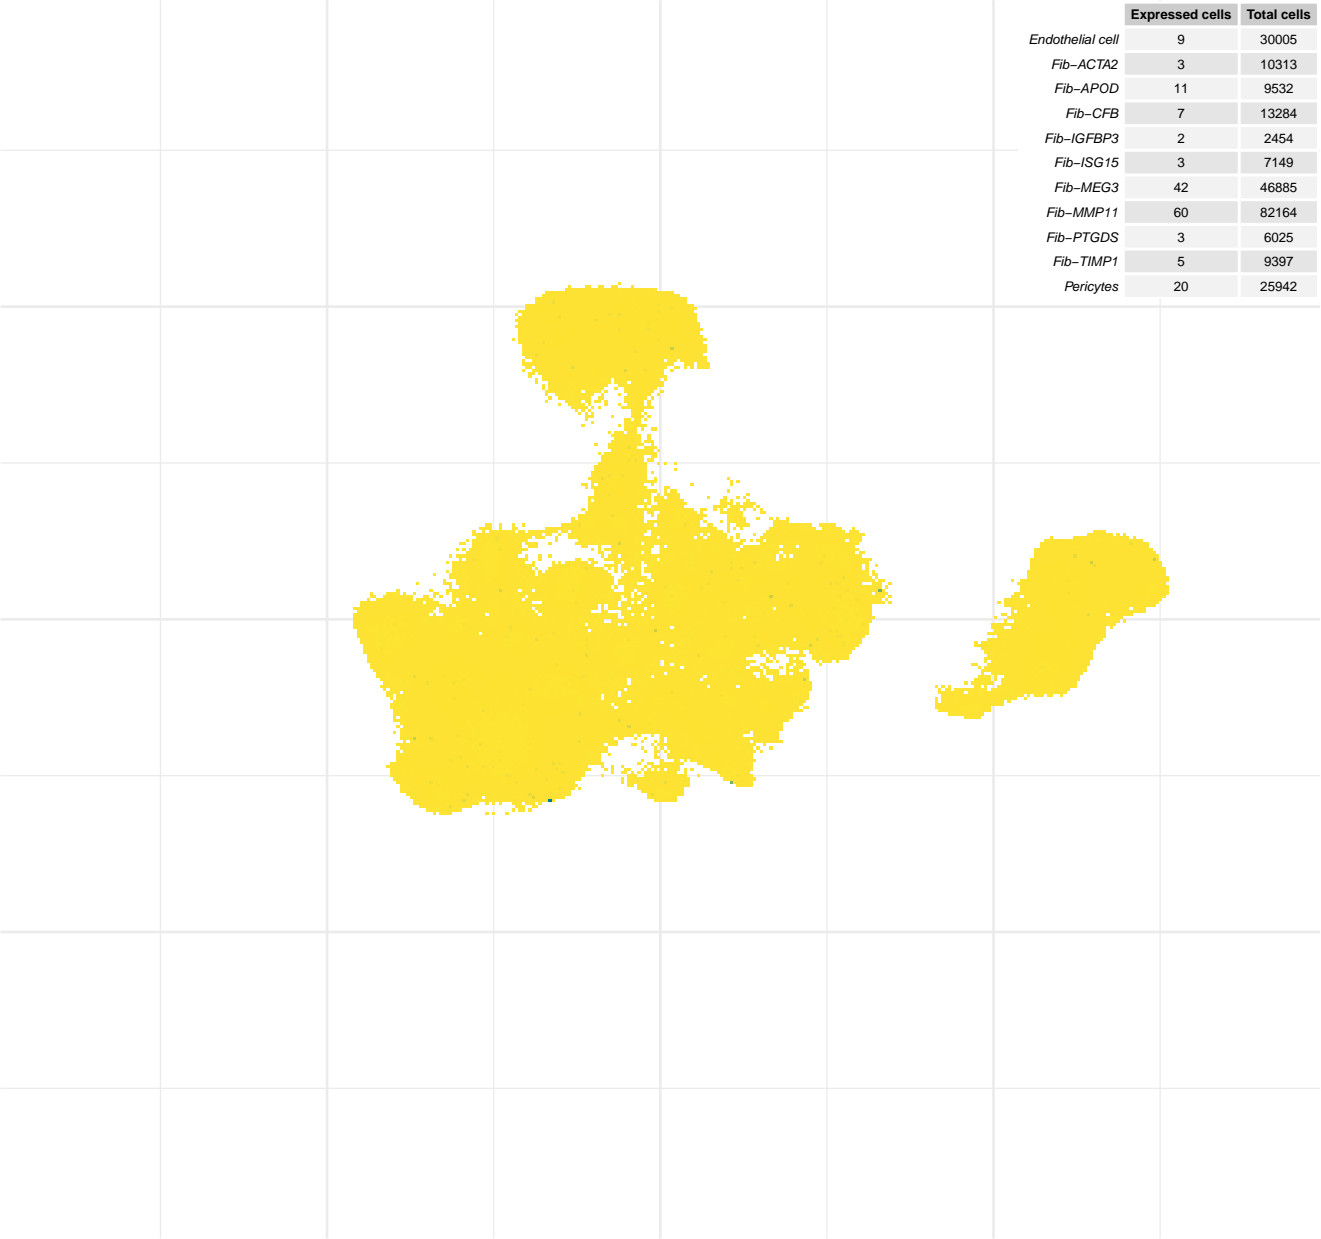 Expressed cells Total cells
Endothelial cell 9 30005
Fib−ACTA2 3 10313
Fib−APOD 11 9532
Fib−CFB 7 13284
Fib−IGFBP3 2 2454
Fib−ISG15 3 7149
Fib−MEG3 42 46885
Fib−MMP11 60 82164
Fib−PTGDS 3 6025
Fib−TIMP1 5 9397
Pericytes 20 25942